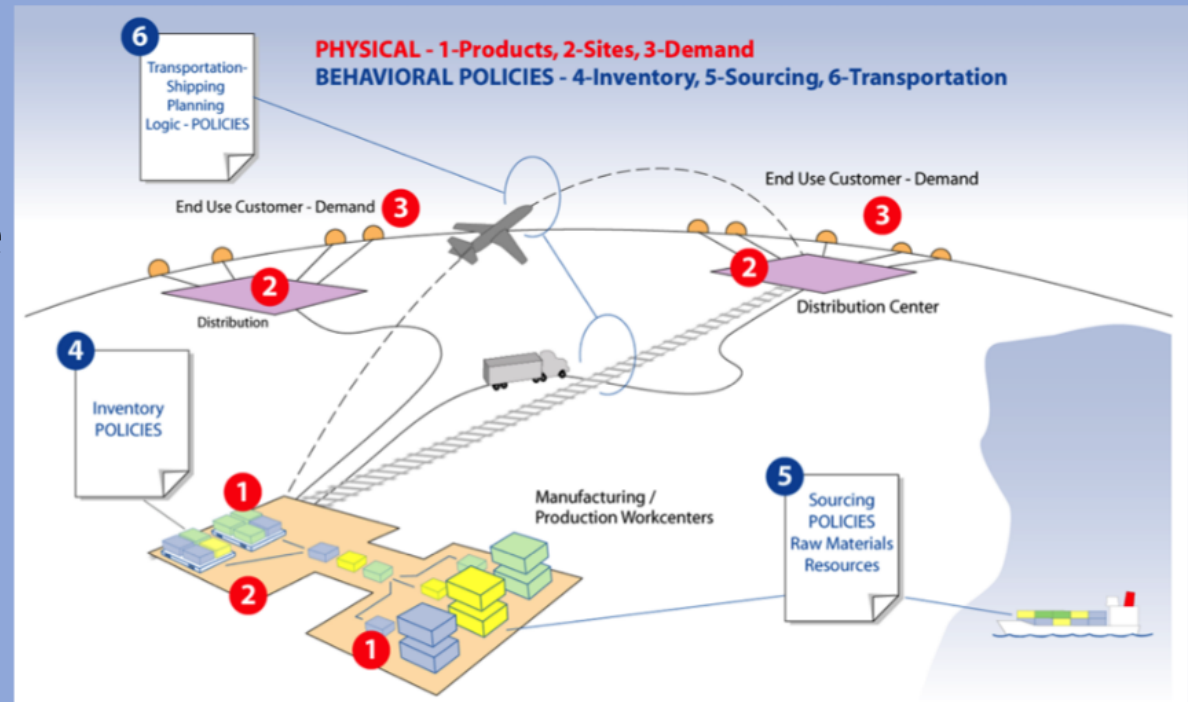 PHYSICAL - 1-Products, 2-Sites, 3-Demand
BEHAVIORAL POLICIES - 4-Inventory, 5-Sourcing, 6-Transportation
6
Transportation-
Shipping
Planning
Logic - POLICIES
End Use Customer - Demand
3
End Use Customer - Demand
3
2
Distribution
2
Distribution Center
4
Inventory
POLICIES
1
2
1
Manufacturing /
Production Workcenters
5
Sourcing
POLICIES
Raw Materials
Resources